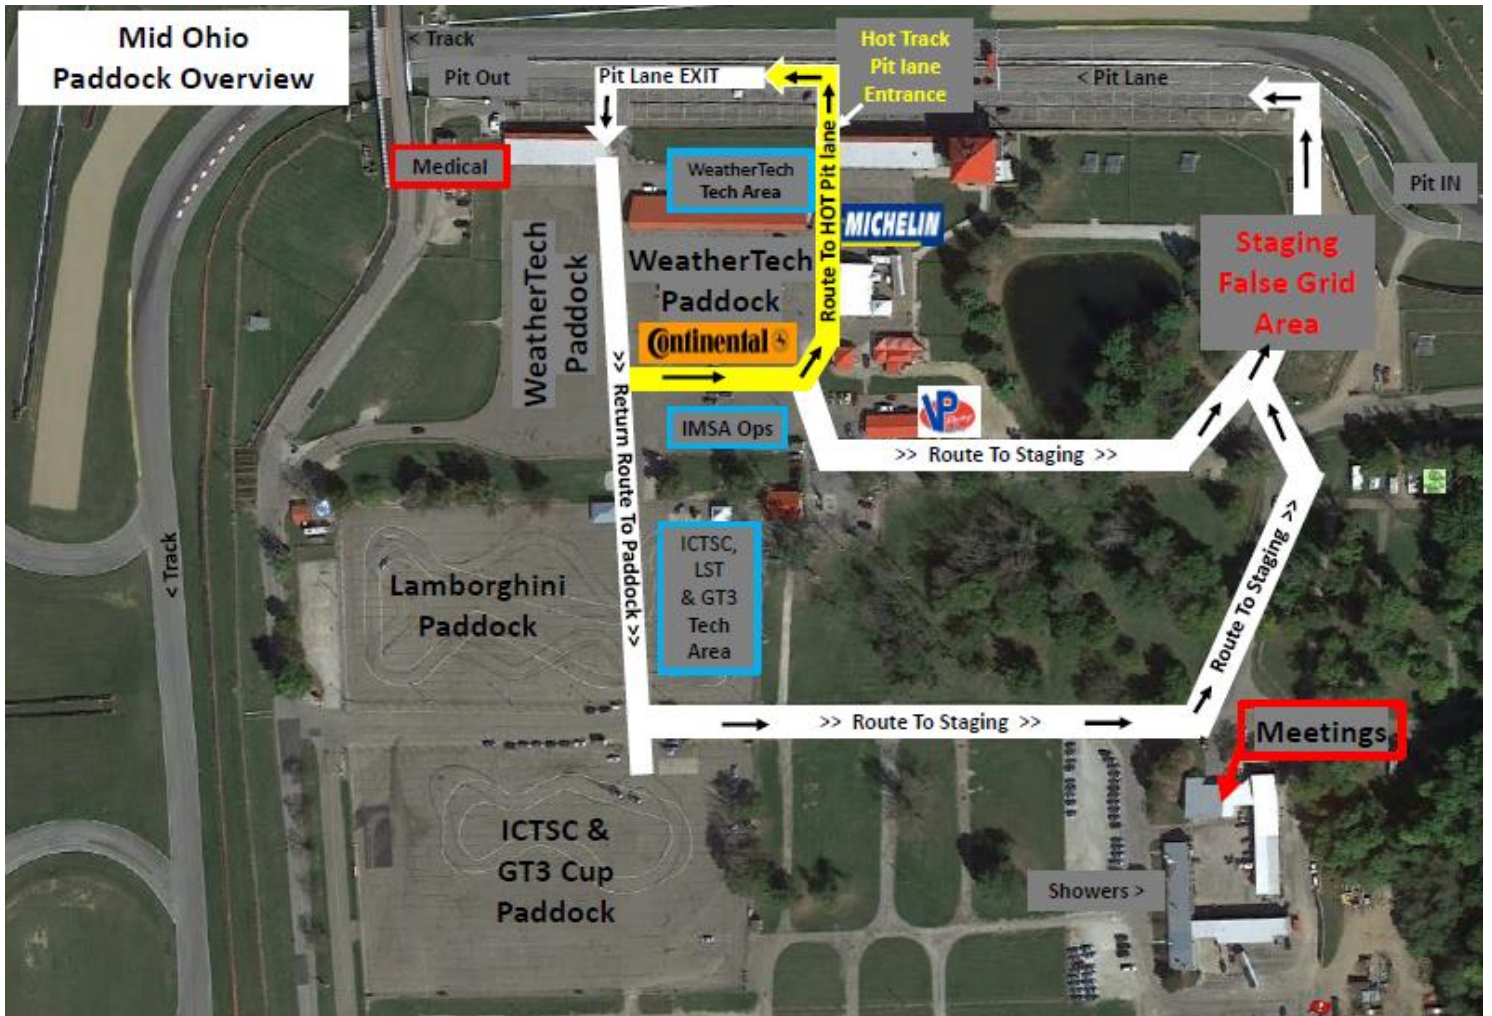 Mid Ohio
Paddock Overview
< Track
Pit Out
Pit Lane EXIT
Hot Track
Pit lane
Entrance
< Pit Lane
Medical
WeatherTech
Tech Area
Pit IN
Route To HOT Pit lane
MICHELIN
WeatherTech
Paddock
WeatherTech
Paddock
Staging
False Grid
Area
Continental
>> Return Route To Paddock >>
IMSA Ops
VP
>> Route To Staging >>
< Track
Lamborghini
Paddock
ICTSC,
LST
& GT3
Tech
Area
Route To Staging >>
>> Route To Staging >>
Meetings
ICTSC &
GT3 Cup
Paddock
Showers >